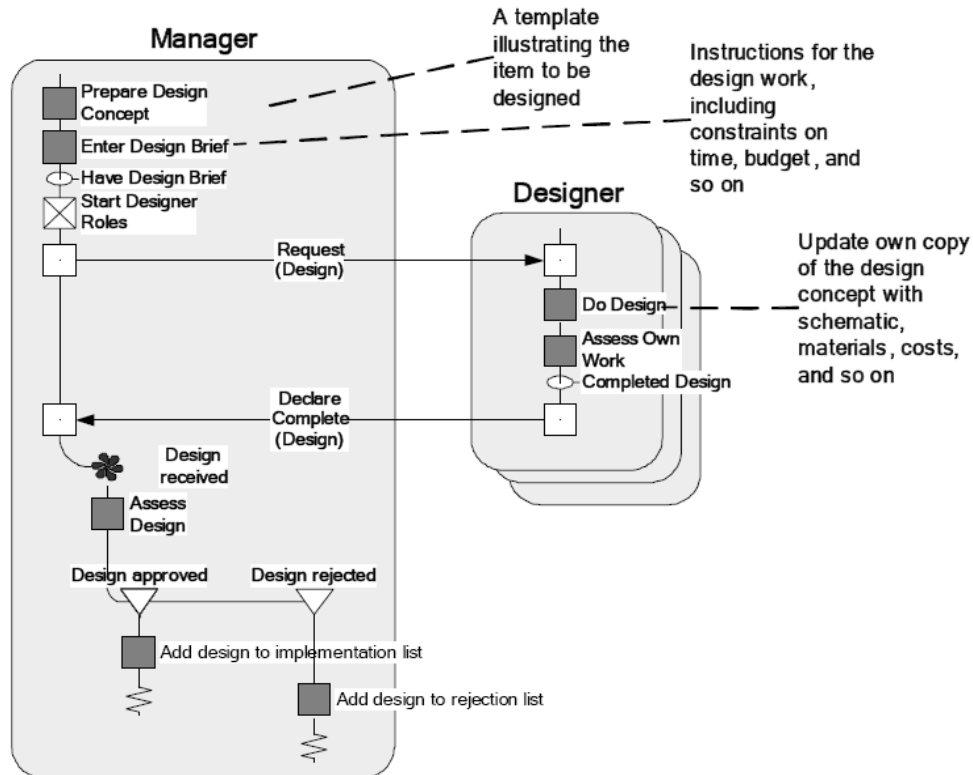 Manager
A template
illustrating the
item to be
designed
Instructions for the
design work,
including
constraints on
time, budget, and
so on
Prepare Design
Concept
Enter Design Brief
Have Design Brief
Start Designer
Roles
Designer
Request
(Design)
Update own copy
of the design
concept with
schematic,
materials, costs,
and so on
Do Design
Assess Own
Work
Completed Design
Declare
Complete
(Design)
Design
received
Assess
Design
Design approved
Design rejected
Add design to implementation list
Add design to rejection list